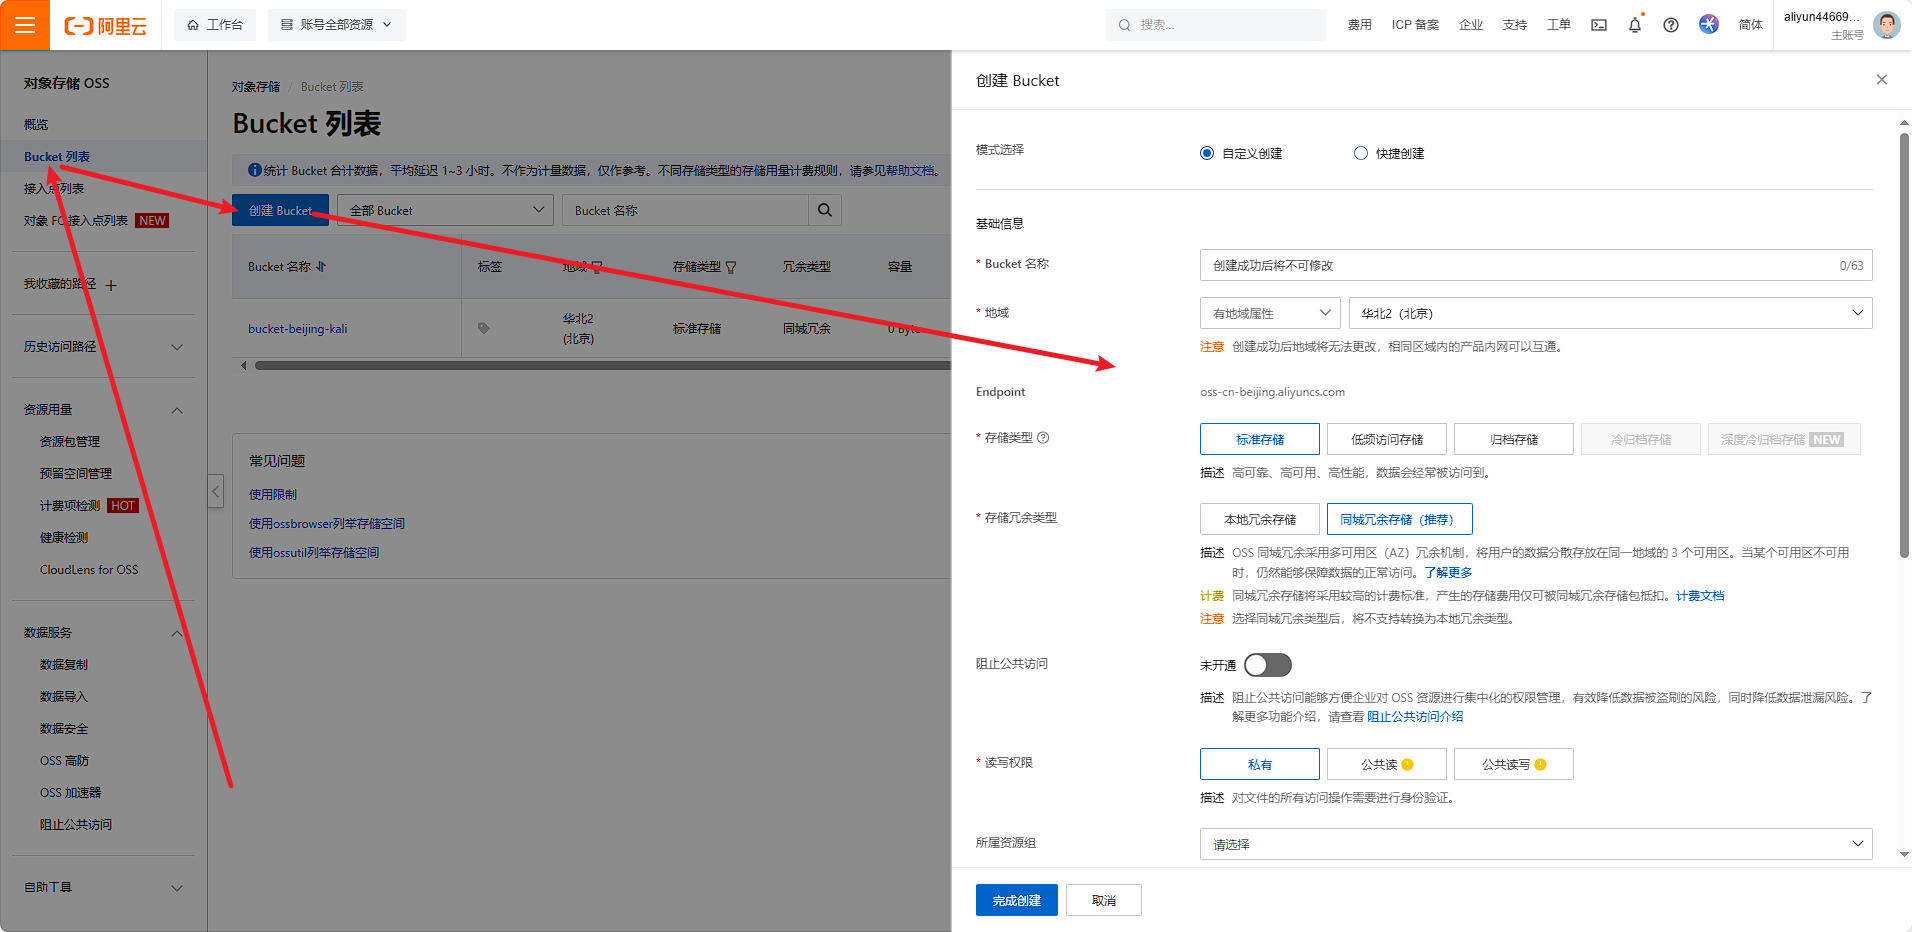 阿里云
工作台
账号全部资源
搜索...
费用
ICP 备案
企业
支持
工单
简体
aliyun44669...
主账号
对象存储 OSS
概览
Bucket 列表
接入点列表
对象 FC 接入点列表 NEW
我收藏的路径
历史访问路径
资源用量
资源包管理
预留空间管理
计费项检测 HOT
健康检测
CloudLens for OSS
数据服务
数据复制
数据导入
数据安全
OSS 高防
OSS 加速器
阻止公共访问
自助工具
对象存储 / Bucket 列表
Bucket 列表
统计 Bucket 合计数据，平均延迟 1~3 小时。不作为计量数据，仅作参考。不同存储类型的存储用量计费规则，请参见帮助文档。
创建 Bucket
全部 Bucket
Bucket 名称
Bucket 名称
标签
地域
存储类型
冗余类型
容量
bucket-beijing-kali
华北2
(北京)
标准存储
同城冗余
0 Byte
常见问题
使用限制
使用ossbrowser列举存储空间
使用ossutil列举存储空间
创建 Bucket
模式选择
自定义创建
快捷创建
基础信息
* Bucket 名称
创建成功后将不可修改
0/63
* 地域
有地域属性
华北2（北京）
注意 创建成功后地域将无法更改，相同区域内的产品内网可以互通。
Endpoint
oss-cn-beijing.aliyuncs.com
* 存储类型
标准存储
低频访问存储
归档存储
冷归档存储
深度冷归档存储 NEW
描述 高可靠、高可用、高性能，数据会经常被访问到。
* 存储冗余类型
本地冗余存储
同城冗余存储（推荐）
描述 OSS 同城冗余采用多可用区（AZ）冗余机制，将用户的数据分散存放在同一地域的 3 个可用区。当某个可用区不可用
时，仍然能够保障数据的正常访问。了解更多
计费 同城冗余存储将采用较高的计费标准，产生的存储费用仅可被同城冗余存储包抵扣。计费文档
注意 选择同城冗余类型后，将不支持转换为本地冗余类型。
阻止公共访问
未开通
描述 阻止公共访问能够方便企业对 OSS 资源进行集中化的权限管理，有效降低数据被盗刷的风险，同时降低数据泄漏风险。了
解更多功能介绍，请查看 阻止公共访问介绍
* 读写权限
私有
公共读
公共读写
描述 对文件的所有访问操作需要进行身份验证。
所属资源组
请选择
完成创建
取消